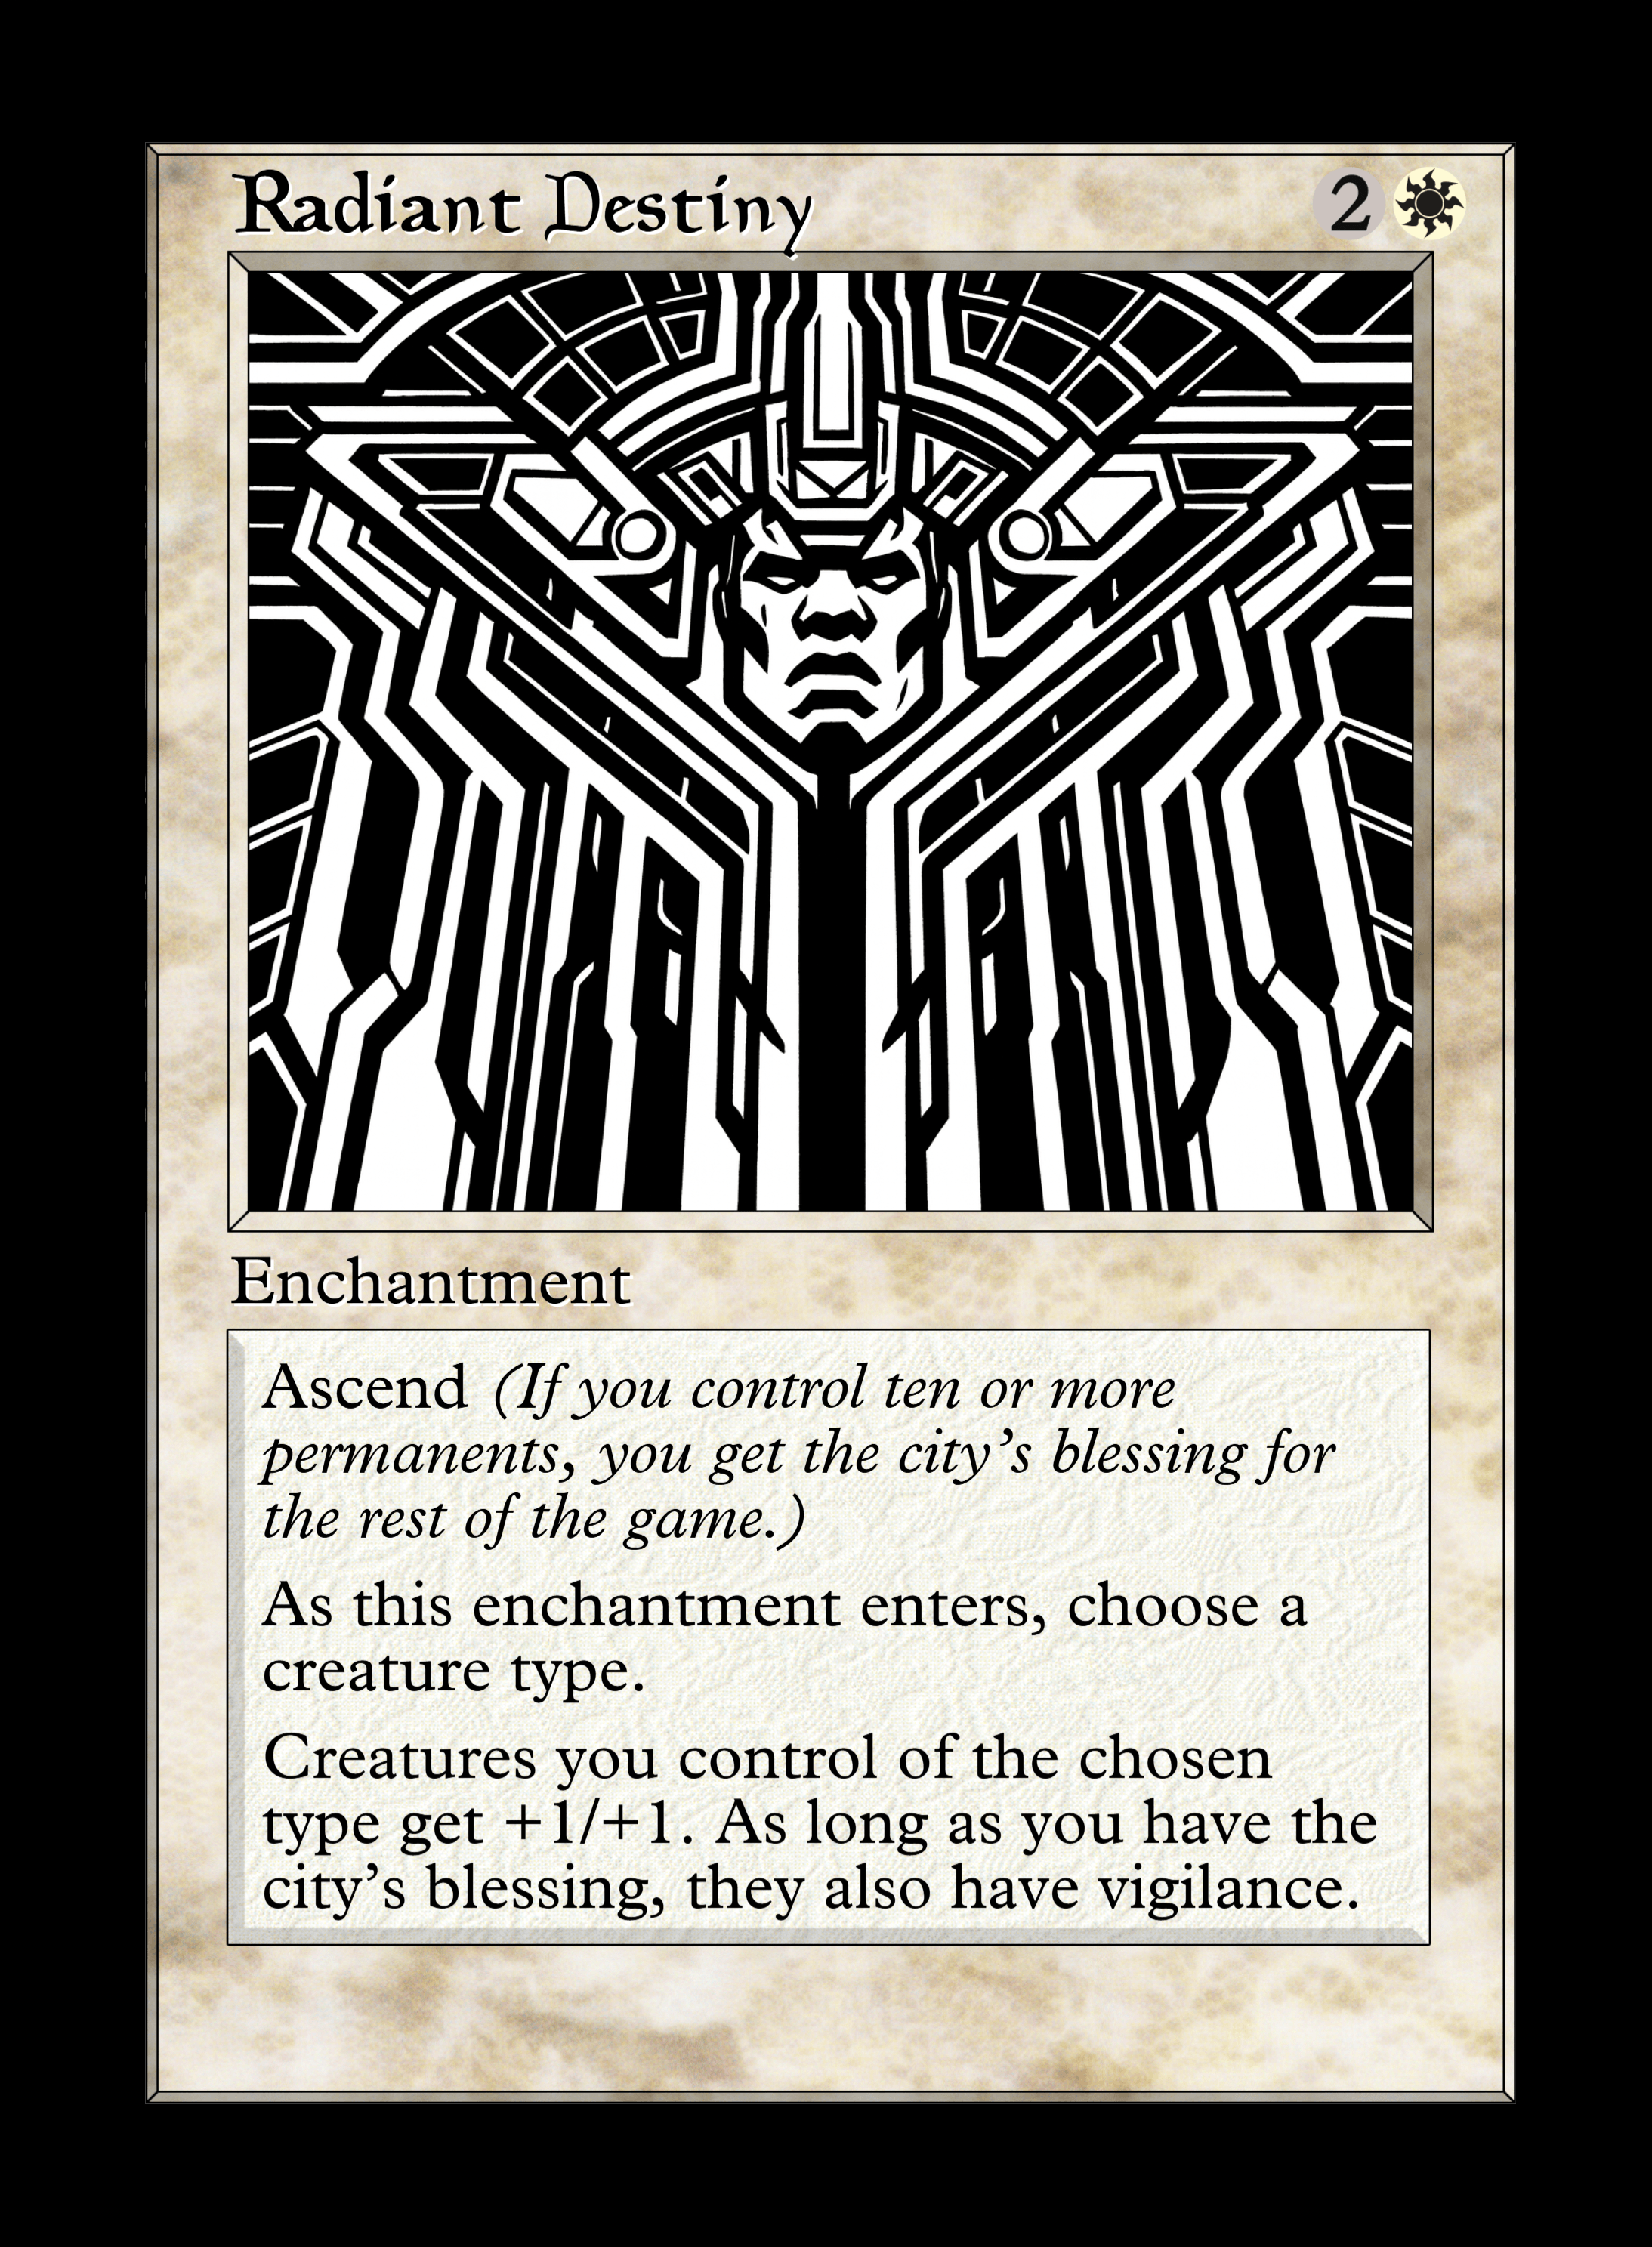 Radiant Destiny 2
Enchantment
Ascend (If you control ten or more
permanents, you get the city’s blessing for
the rest of the game.)
As this enchantment enters, choose a
creature type.
Creatures you control of the chosen
type get +1/+1. As long as you have the
city’s blessing, they also have vigilance.